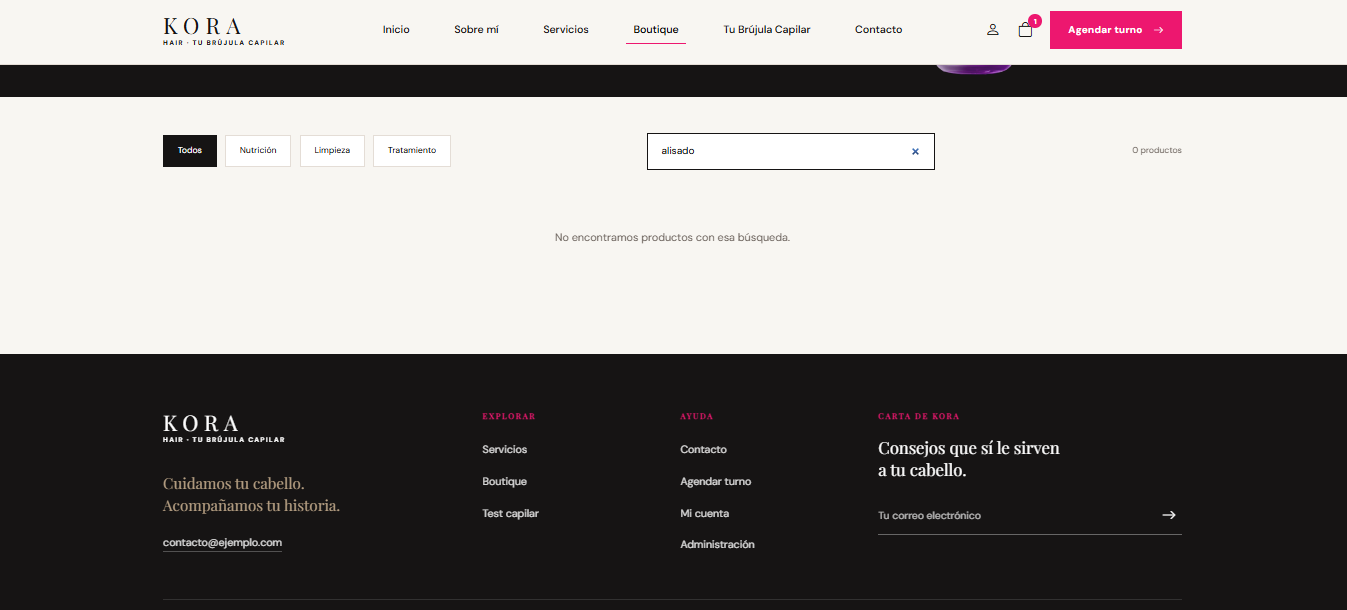 KORA
HAIR - TU BRÚJULA CAPILAR
Inicio
Sobre mí
Servicios
Boutique
Tu Brújula Capilar
Contacto
1
Agendar turno →
Todos
Nutrición
Limpieza
Tratamiento
alisado ×
0 productos
No encontramos productos con esa búsqueda.
KORA
HAIR - TU BRÚJULA CAPILAR
Cuidamos tu cabello.
Acompañamos tu historia.
contacto@ejemplo.com
EXPLORAR
Servicios
Boutique
Test capilar
AYUDA
Contacto
Agendar turno
Mi cuenta
Administración
CARTA DE KORA
Consejos que sí le sirven
a tu cabello.
Tu correo electrónico →